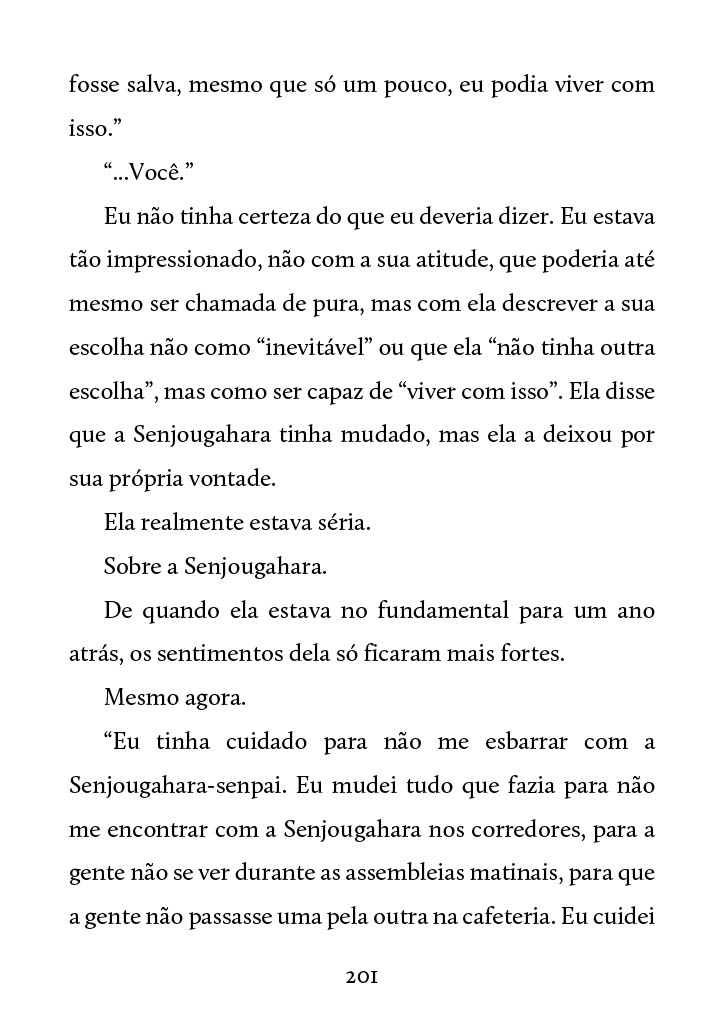 fosse salva, mesmo que só um pouco, eu podia viver com
isso.”
“...Você.”
Eu não tinha certeza do que eu deveria dizer. Eu estava
tão impressionado, não com a sua atitude, que poderia até
mesmo ser chamada de pura, mas com ela descrever a sua
escolha não como “inevitável” ou que ela “não tinha outra
escolha”, mas como ser capaz de “viver com isso”. Ela disse
que a Senjougahara tinha mudado, mas ela a deixou por
sua própria vontade.
Ela realmente estava séria.
Sobre a Senjougahara.
De quando ela estava no fundamental para um ano
atrás, os sentimentos dela só ficaram mais fortes.
Mesmo agora.
“Eu tinha cuidado para não me esbarrar com a
Senjougahara-senpai. Eu mudei tudo que fazia para não
me encontrar com a Senjougahara nos corredores, para a
gente não se ver durante as assembleias matinais, para que
a gente não passasse uma pela outra na cafeteria. Eu cuidei
201